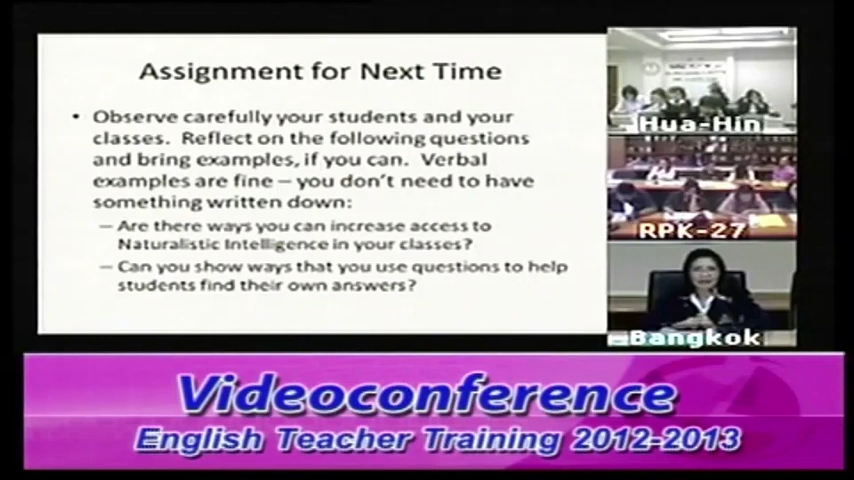 Assignment for Next Time
• Observe carefully your students and your
classes. Reflect on the following questions
and bring examples, if you can. Verbal
examples are fine – you don't need to have
something written down:
– Are there ways you can increase access to
Naturalistic Intelligence in your classes?
– Can you show ways that you use questions to help
students find their own answers?
Hua-Hin
RPK-27
Bangkok
Videoconference
English Teacher Training 2012-2013